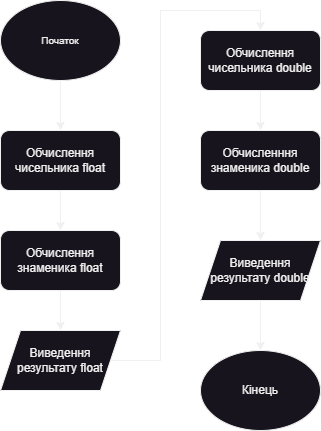 Початок
Обчислення
чисельника float
Обчислення
знаменика float
Виведення
результату float
Обчислення
чисельника double
Обчисленння
знаменика double
Виведення
результату double
Кінець